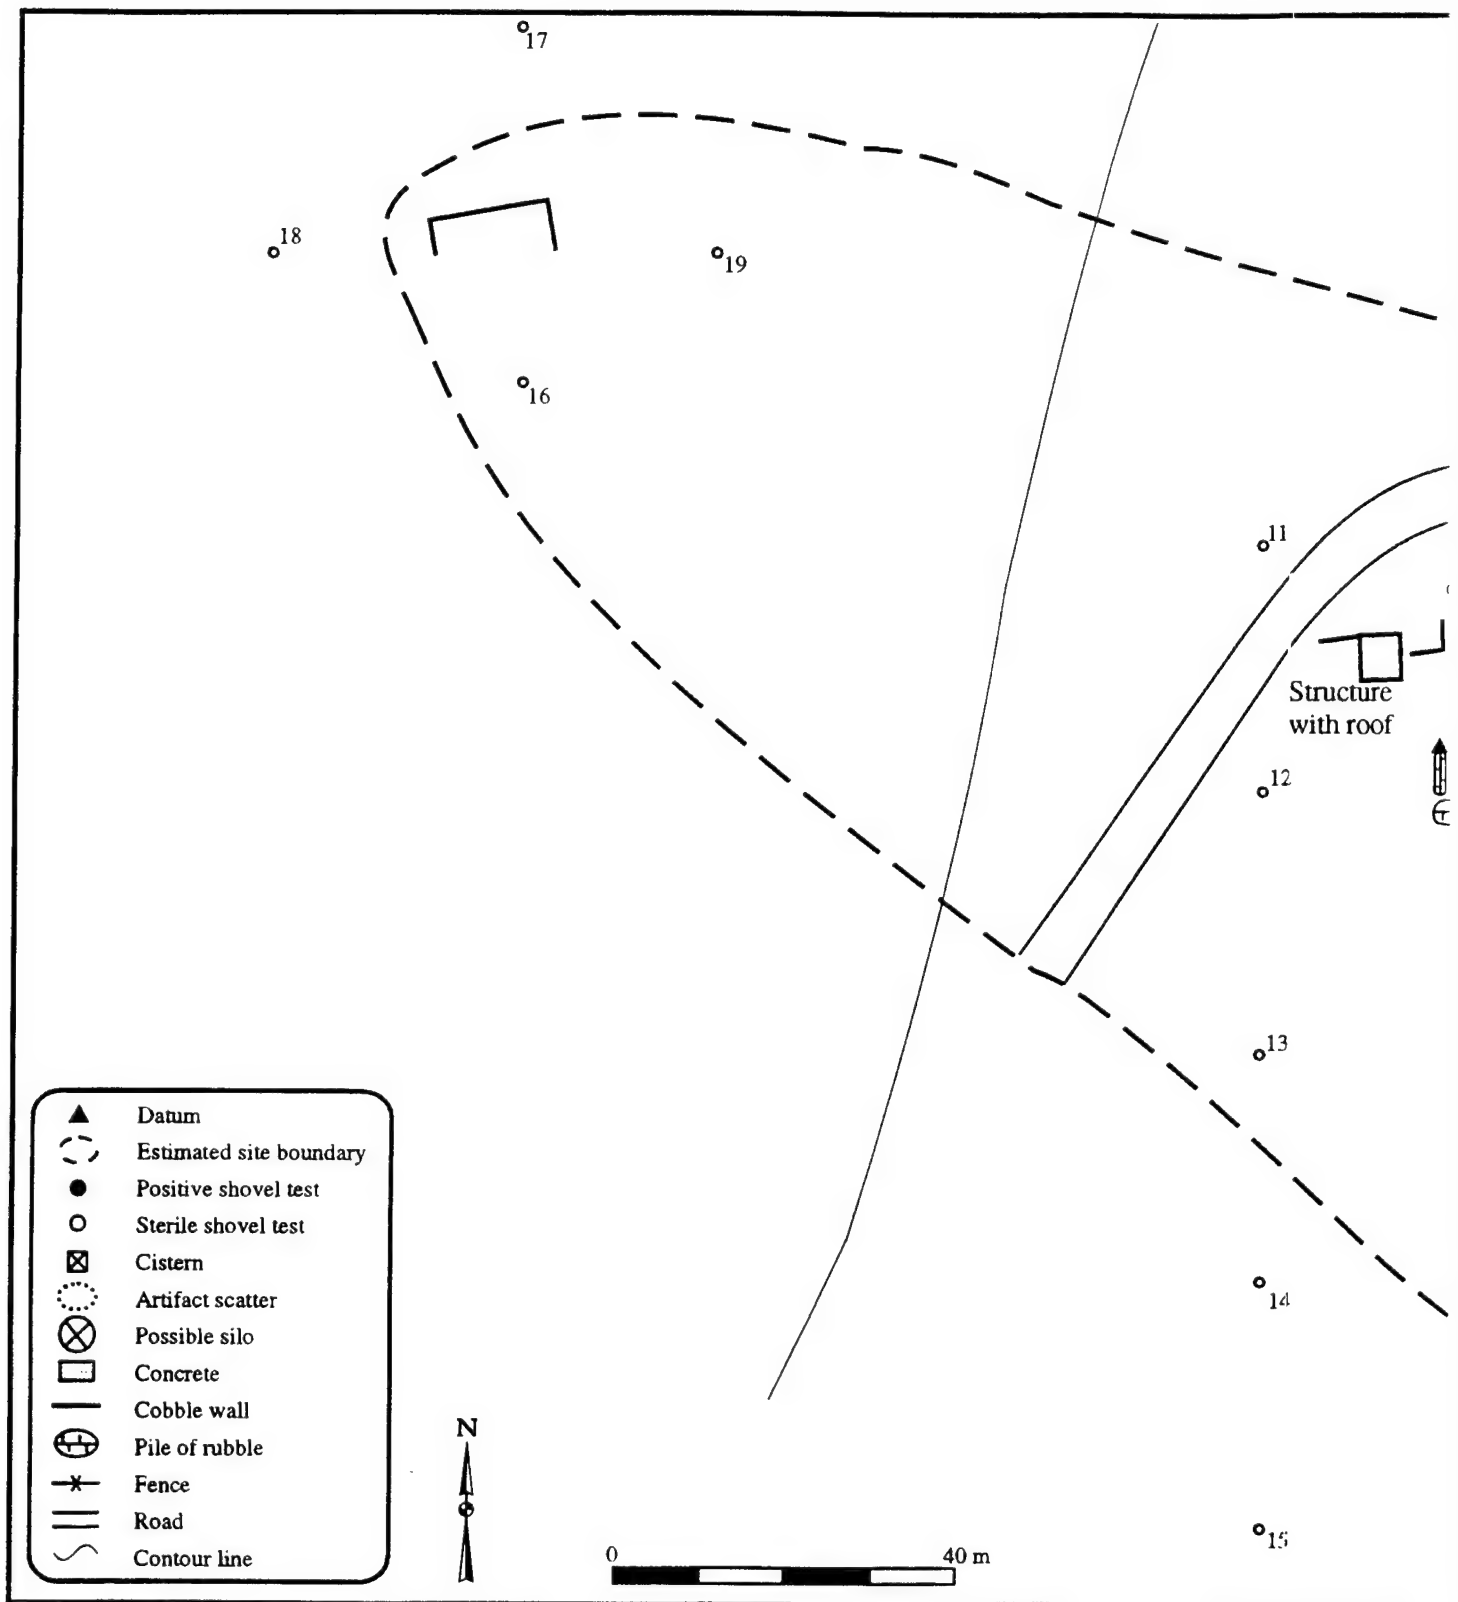 17
18
19
16
11
Structure
with roof
12
13
14
15
Datum
Estimated site boundary
Positive shovel test
Sterile shovel test
Cistern
Artifact scatter
Possible silo
Concrete
Cobble wall
Pile of rubble
Fence
Road
Contour line
N
0 40 m